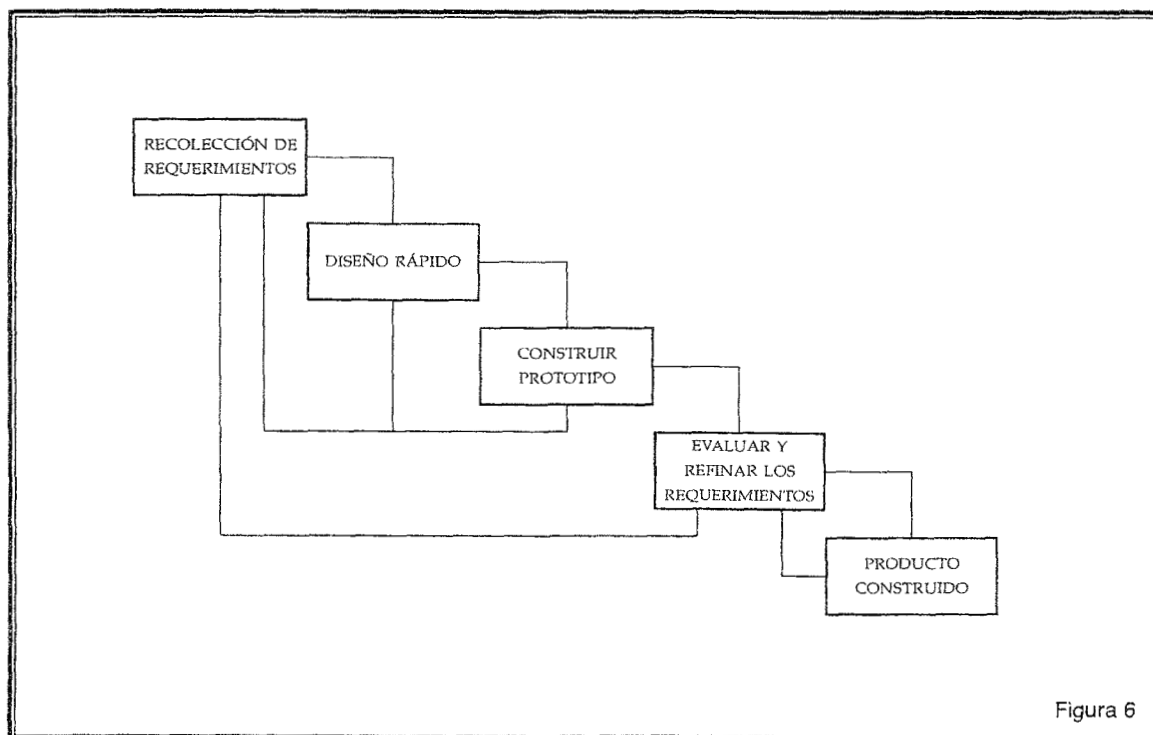 RECOLECCIÓN DE
REQUERIMIENTOS
DISEÑO RÁPIDO
CONSTRUIR
PROTOTIPO
EVALUAR Y
REFINAR LOS
REQUERIMIENTOS
PRODUCTO
CONSTRUIDO
Figura 6